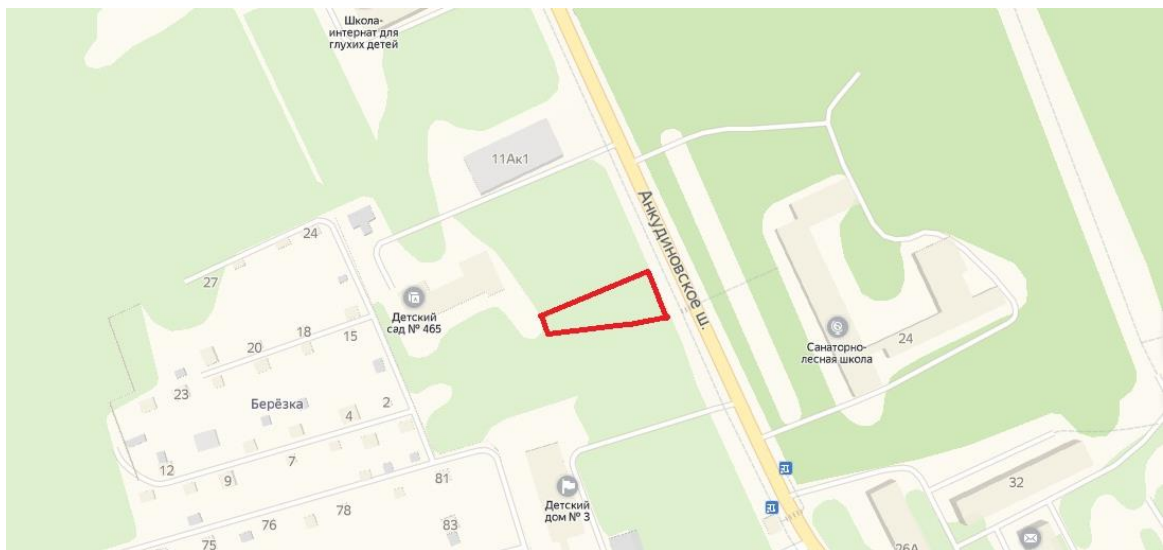 Школа-
интернат для
глухих детей
11Ак1
Анкудиновское ш.
24
27
Детский
сад № 465
18
15
20
23
Берёзка
2
4
7
12
9
Санаторно-
лесная школа
24
81
78
76
75
83
Детский
дом № 3
32
26А